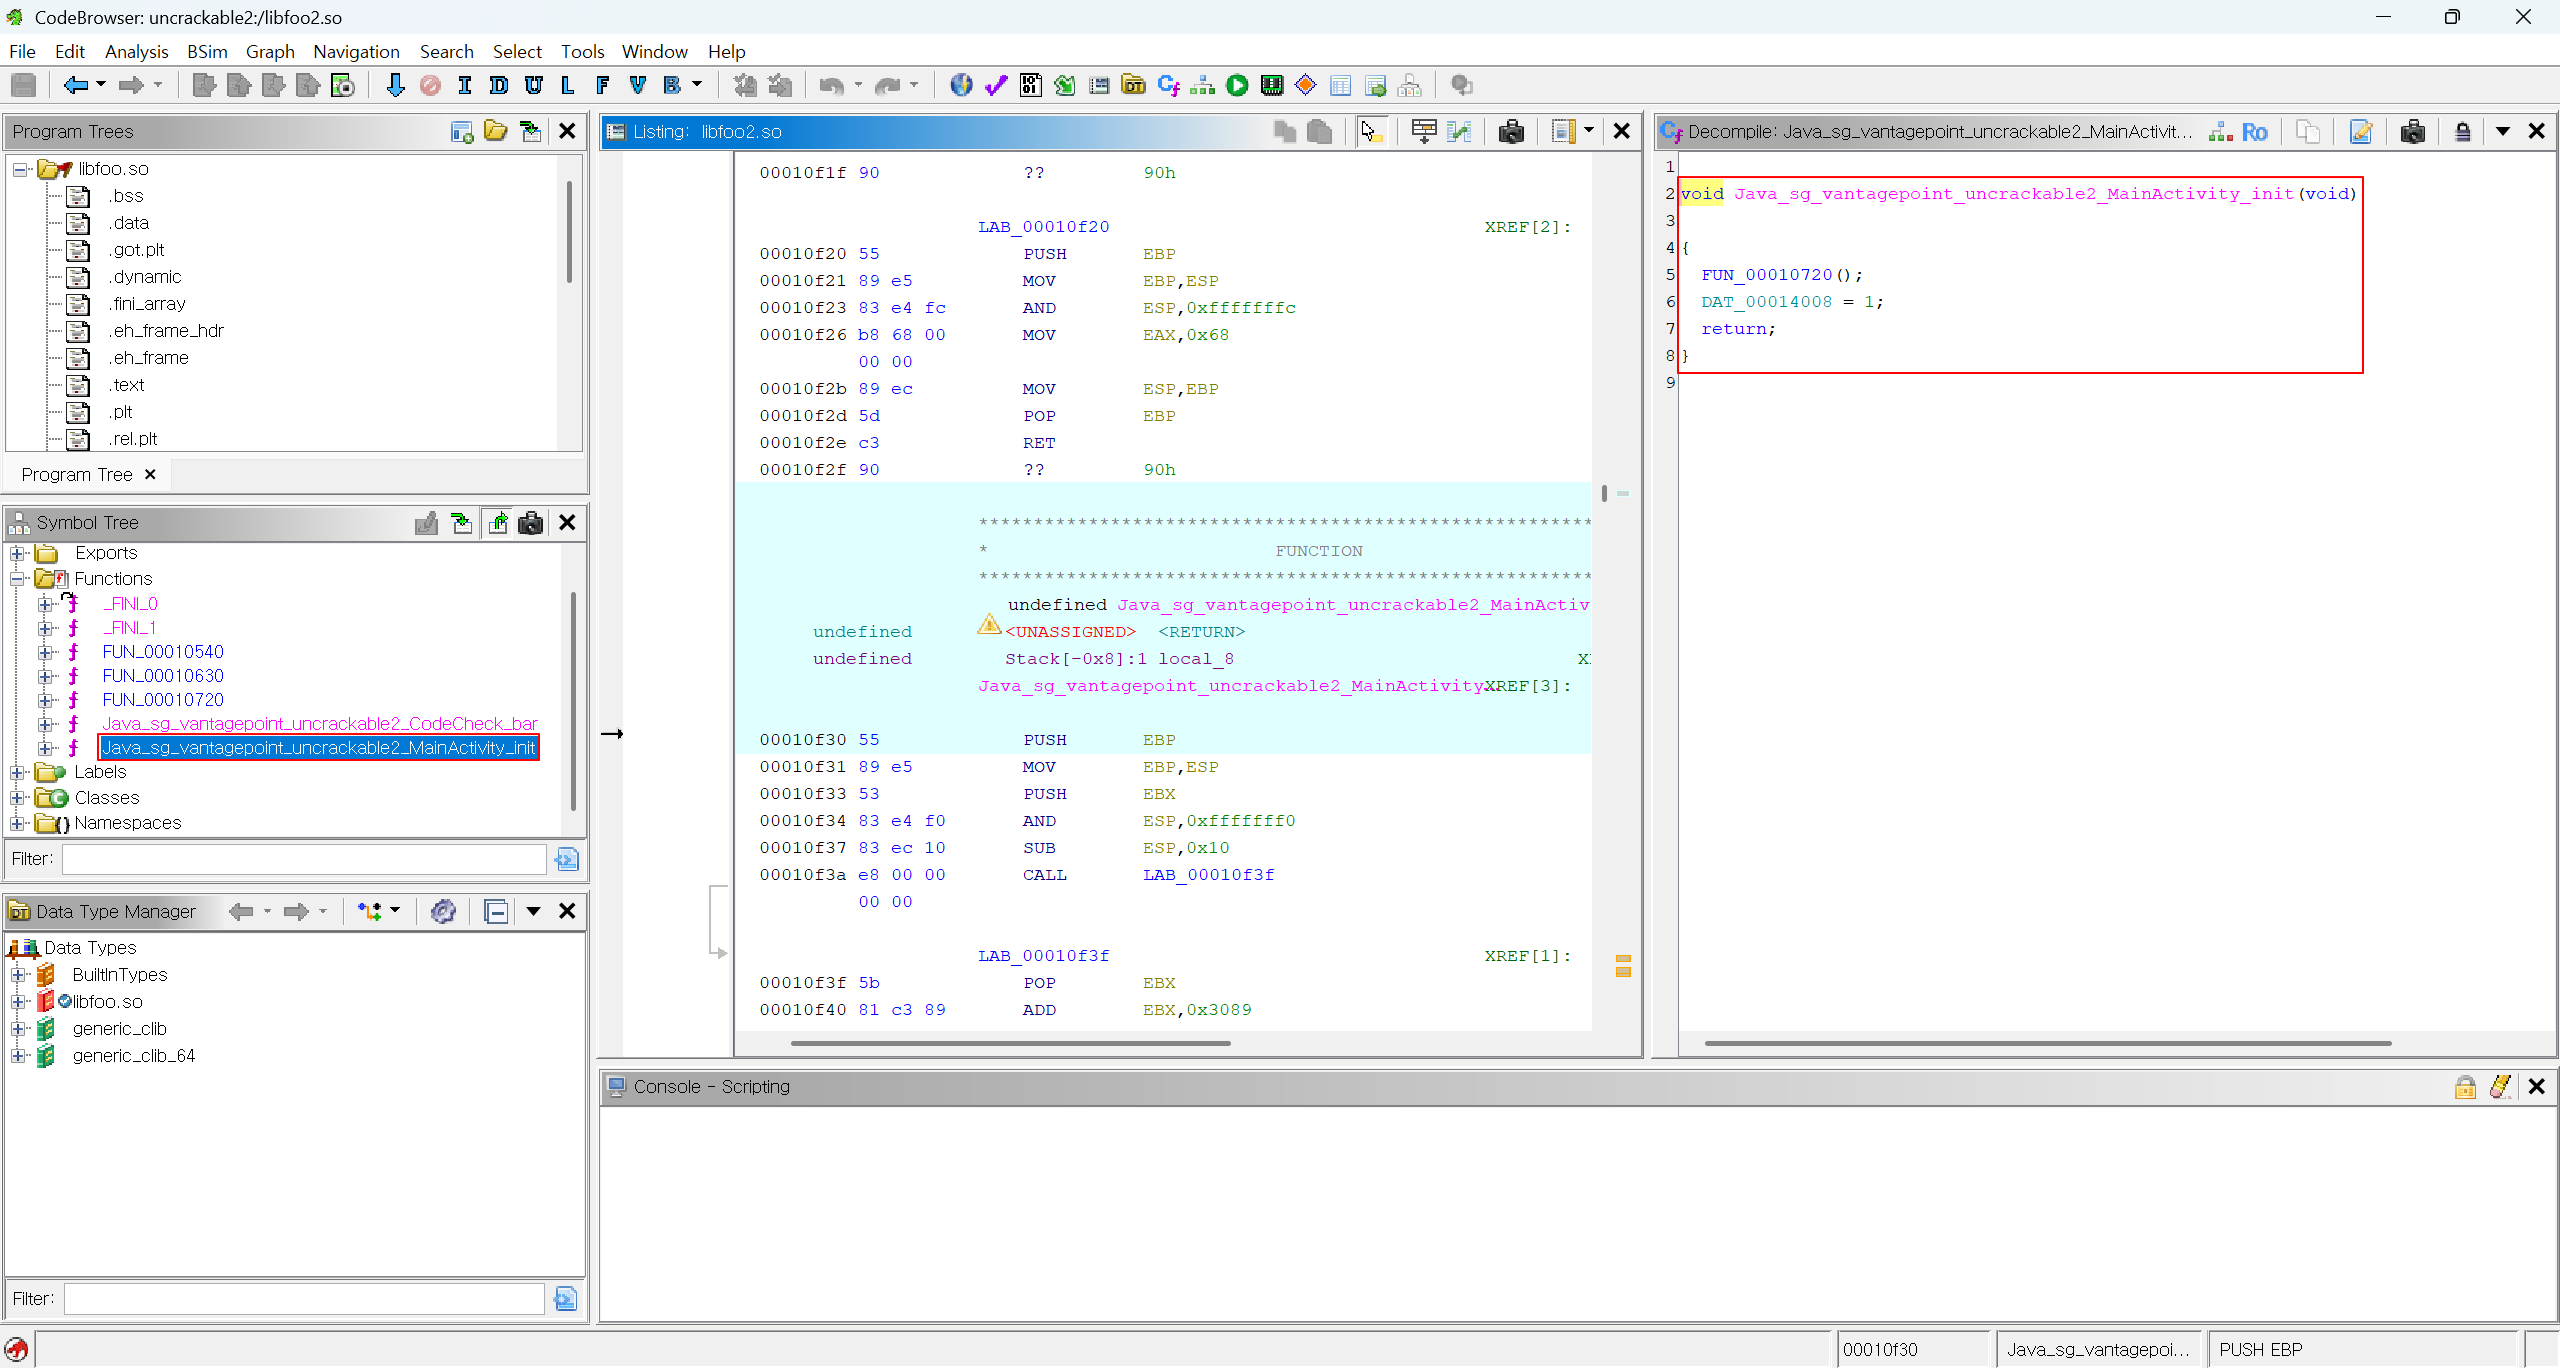 CodeBrowser: uncrackable2:/libfoo2.so
File Edit Analysis BSim Graph Navigation Search Select Tools Window Help
I D U L F V B
Program Trees
libfoo.so
.bss
.data
.got.plt
.dynamic
.fini_array
.eh_frame_hdr
.eh_frame
.text
.plt
.rel.plt
Program Tree
Symbol Tree
Exports
Functions
_FINI_0
_FINI_1
FUN_00010540
FUN_00010630
FUN_00010720
Java_sg_vantagepoint_uncrackable2_CodeCheck_bar
Java_sg_vantagepoint_uncrackable2_MainActivity_init
Labels
Classes
Namespaces
Filter:
Data Type Manager
Data Types
BuiltInTypes
libfoo.so
generic_clib
generic_clib_64
Filter:
Listing: libfoo2.so
00010f1f 90 ?? 90h
LAB_00010f20 XREF[2]:
00010f20 55 PUSH EBP
00010f21 89 e5 MOV EBP,ESP
00010f23 83 e4 fc AND ESP,0xfffffffc
00010f26 b8 68 00 MOV EAX,0x68
00 00
00010f2b 89 ec MOV ESP,EBP
00010f2d 5d POP EBP
00010f2e c3 RET
00010f2f 90 ?? 90h
*********************************************************
* FUNCTION
*********************************************************
undefined Java_sg_vantagepoint_uncrackable2_MainActiv
undefined <UNASSIGNED> <RETURN>
undefined Stack[-0x8]:1 local_8 X
Java_sg_vantagepoint_uncrackable2_MainActivity… XREF[3]:
00010f30 55 PUSH EBP
00010f31 89 e5 MOV EBP,ESP
00010f33 53 PUSH EBX
00010f34 83 e4 f0 AND ESP,0xfffffff0
00010f37 83 ec 10 SUB ESP,0x10
00010f3a e8 00 00 CALL LAB_00010f3f
00 00
LAB_00010f3f XREF[1]:
00010f3f 5b POP EBX
00010f40 81 c3 89 ADD EBX,0x3089
Decompile: Java_sg_vantagepoint_uncrackable2_MainActivit...
Ro
1
2 void Java_sg_vantagepoint_uncrackable2_MainActivity_init(void)
3
4 {
5 FUN_00010720();
6 DAT_00014008 = 1;
7 return;
8 }
9
Console - Scripting
00010f30 Java_sg_vantagepoi... PUSH EBP